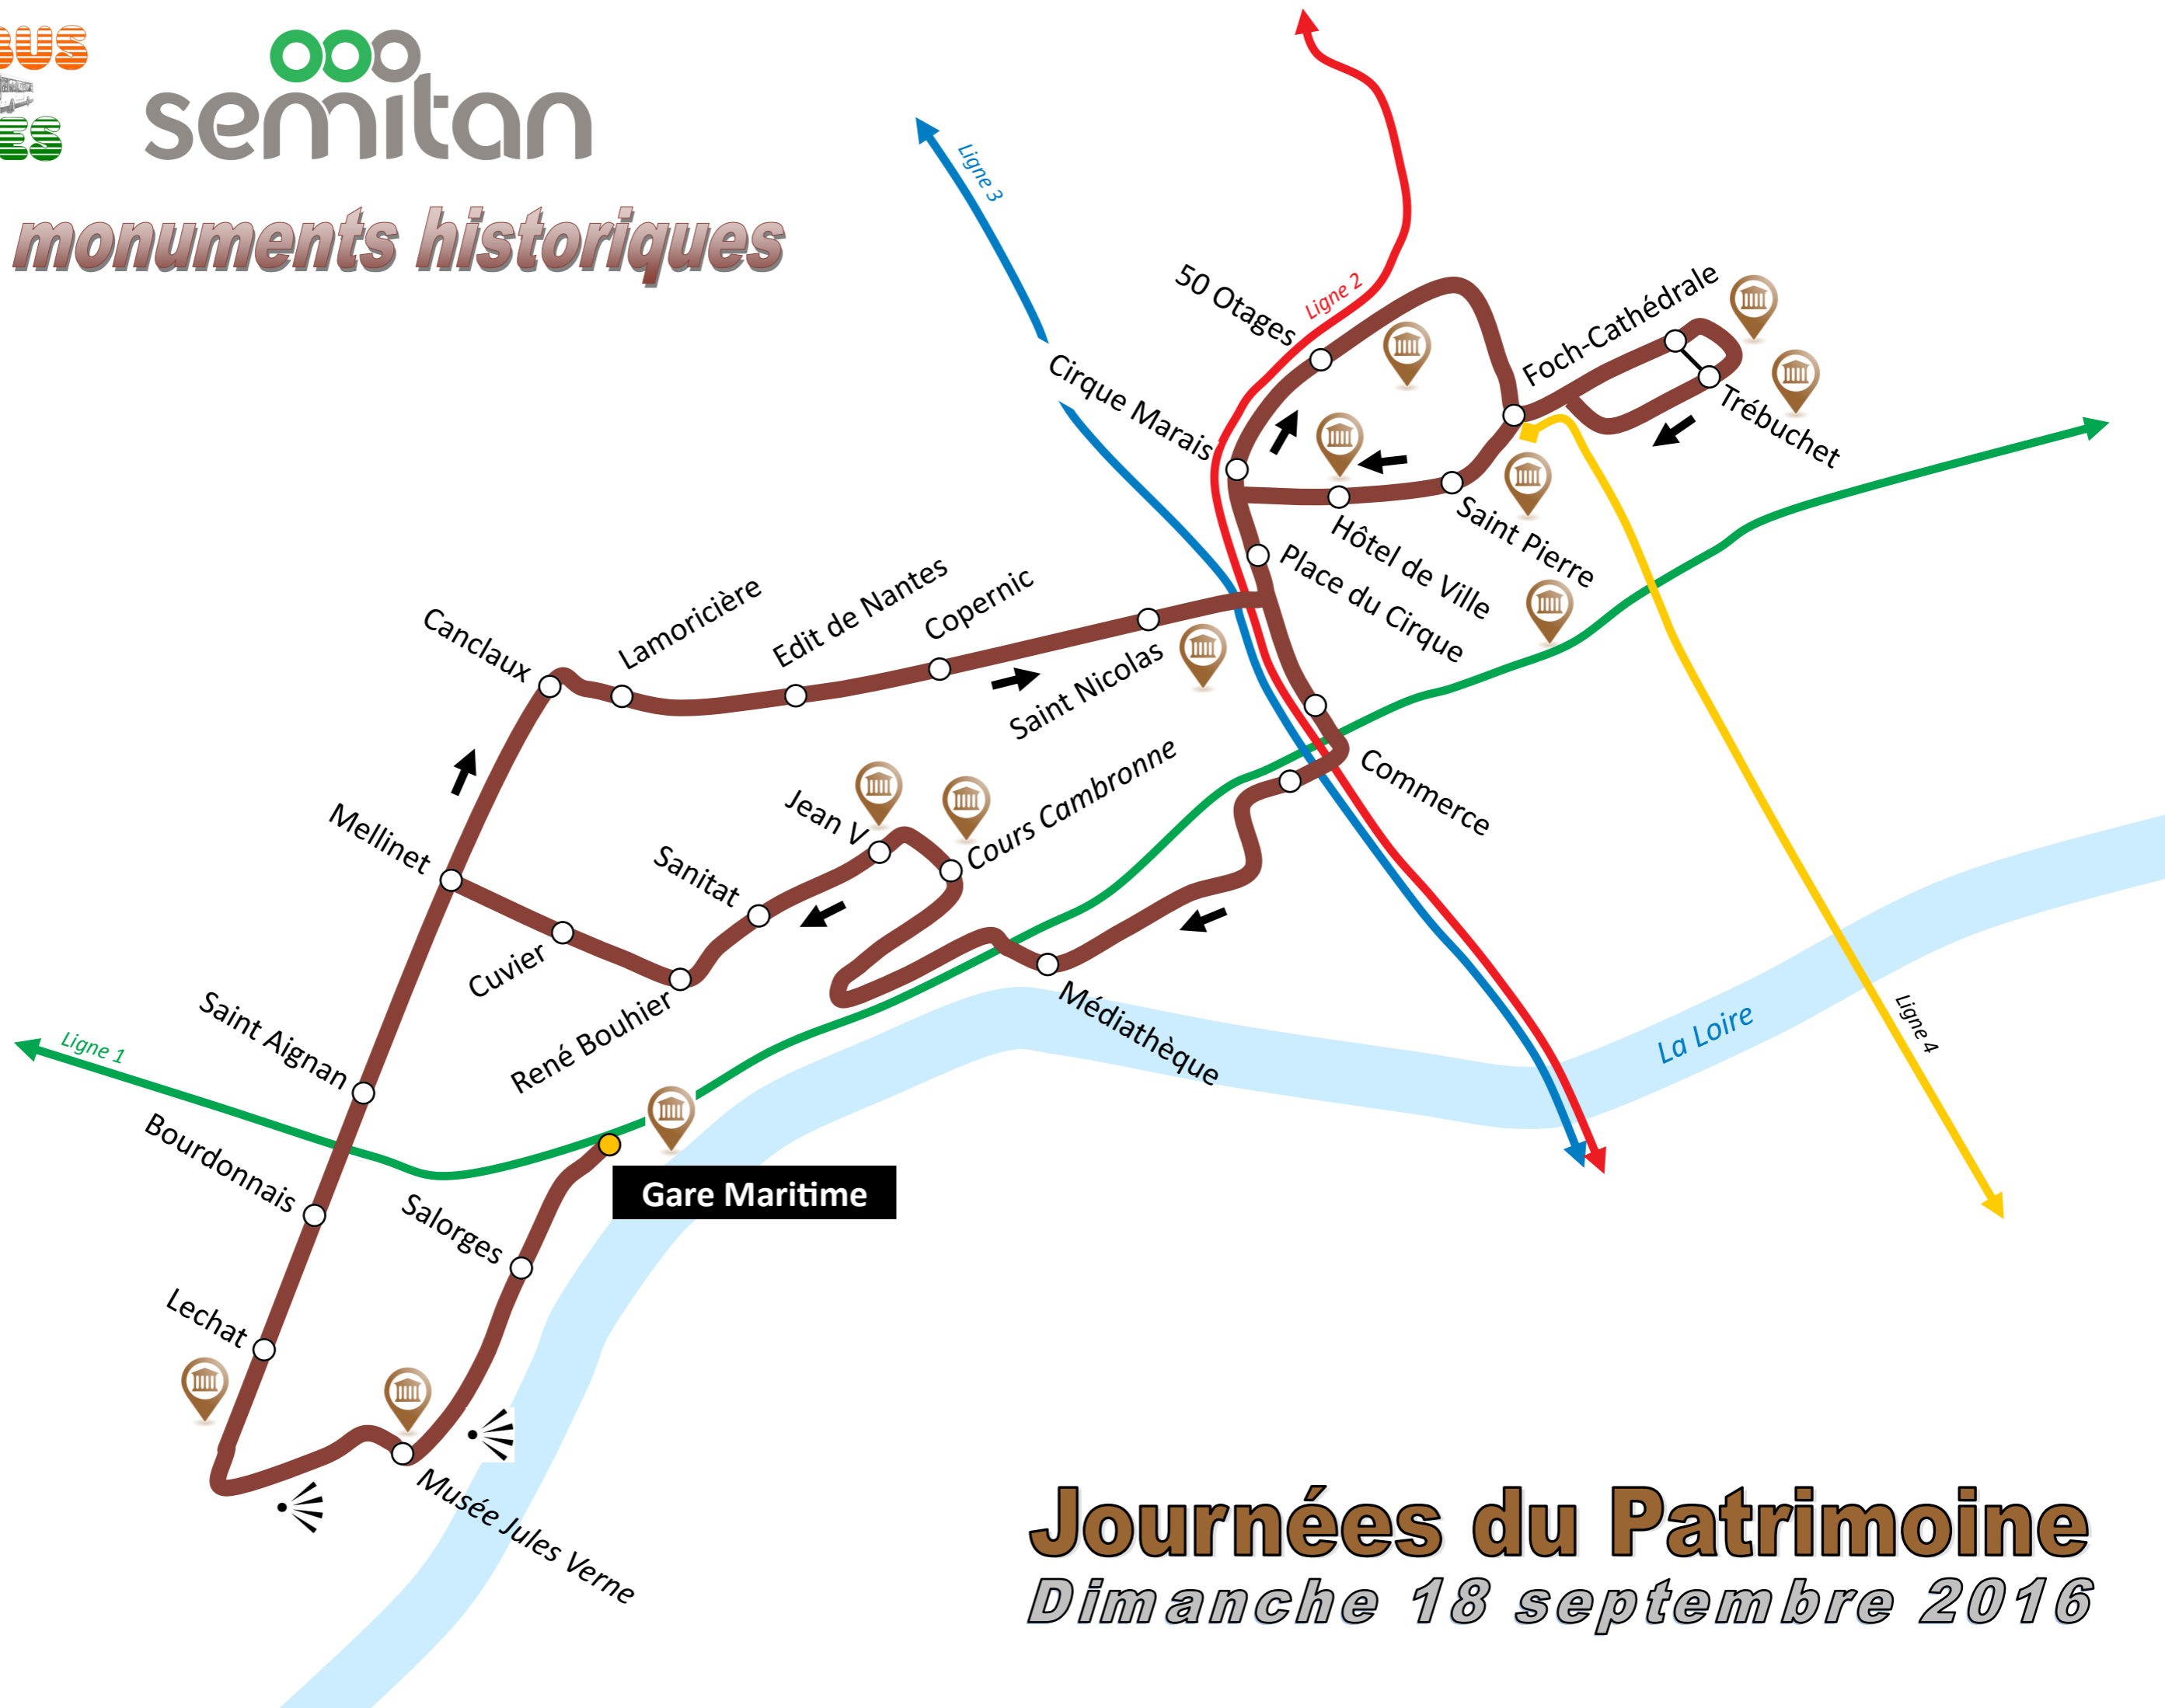 BUS
ES
semitan
monuments historiques
Ligne 3
Ligne 2
50 Otages
Foch-Cathédrale
Cirque Marais
Trébuchet
Saint Pierre
Hôtel de Ville
Place du Cirque
Canclaux
Lamoricière
Edit de Nantes
Copernic
Saint Nicolas
Commerce
Mellinet
Jean V
Cours Cambronne
Sanitat
Cuvier
René Bouhier
Médiathèque
La Loire
Ligne 4
Saint Aignan
Ligne 1
Bourdonnais
Gare Maritime
Salorges
Lechat
Musée Jules Verne
Journées du Patrimoine
Dimanche 18 septembre 2016